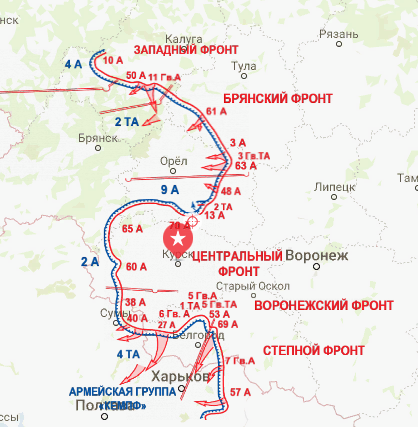 Калуга
ЗАПАДНЫЙ ФРОНТ
Рязань
4 А
10 А
50 А
11 Гв.А
Тула
61 А
БРЯНСКИЙ ФРОНТ
2 ТА
Брянск
3 А
3 Гв.ТА
63 А
Орёл
9 А
48 А
Липецк
Там
2 ТА
13 А
70 А
65 А
2 А
60 А
Курск
ЦЕНТРАЛЬНЫЙ
ФРОНТ
Воронеж
Старый Оскол
38 А
40 А
Сумы
5 Гв.А
1 ТА
5 Гв.ТА
6 Гв.А
27 А
53 А
69 А
ВОРОНЕЖСКИЙ ФРОНТ
Белгород
4 ТА
СТЕПНОЙ ФРОНТ
7 Гв.А
Харьков
57 А
АРМЕЙСКАЯ ГРУППА
«КЕМПФ»
Полтава
ссы